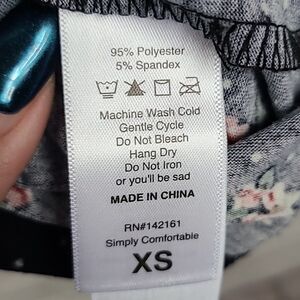 95% Polyester
5% Spandex
Machine Wash Cold
Gentle Cycle
Do Not Bleach
Hang Dry
Do Not Iron
or you'll be sad
MADE IN CHINA
RN#142161
Simply Comfortable
XS